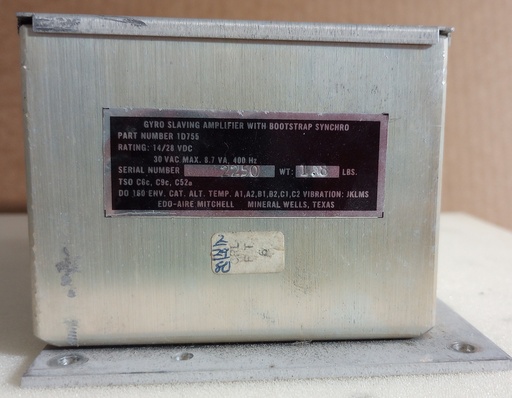 GYRO SLAVING AMPLIFIER WITH BOOTSTRAP SYNCHRO
PART NUMBER 1D755
RATING: 14/28 VDC
30 VAC MAX. 8.7 VA, 400 Hz
SERIAL NUMBER WT: LBS.
TSO C6c, C9c, C52a
DO 160 ENV. CAT. ALT. TEMP. A1,A2,B1,B2,C1,C2 VIBRATION: JKLMS
EDO-AIRE MITCHELL MINERAL WELLS, TEXAS